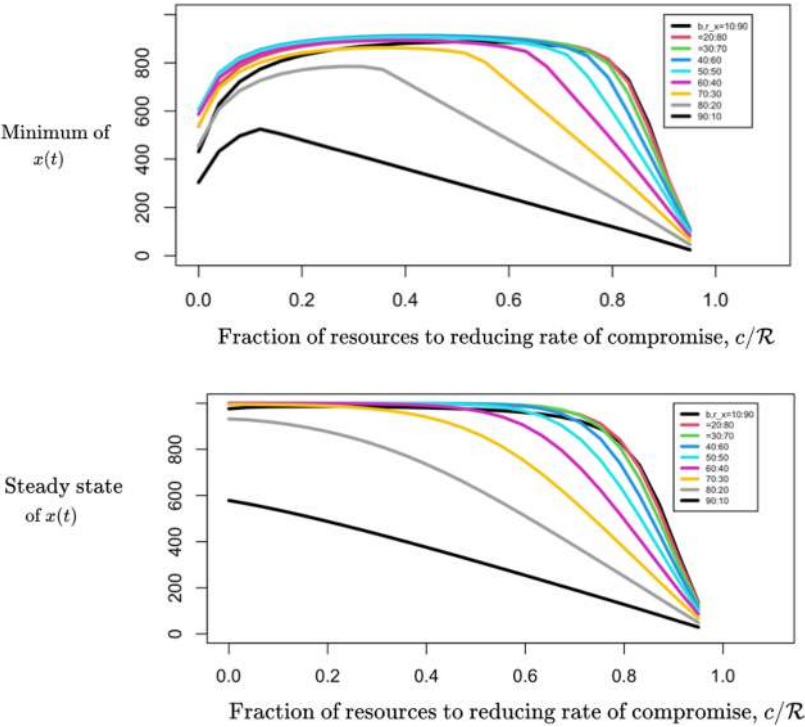 b,r_x=10:90
=20:80
=30:70
40:60
50:50
60:40
70:30
80:20
90:10
800
600
400
200
0
Minimum of
x(t)
0.0 0.2 0.4 0.6 0.8 1.0
Fraction of resources to reducing rate of compromise, c/ℛ
b,r_x=10:90
=20:80
=30:70
40:60
50:50
60:40
70:30
80:20
90:10
800
600
400
200
0
Steady state
of x(t)
0.0 0.2 0.4 0.6 0.8 1.0
Fraction of resources to reducing rate of compromise, c/ℛ